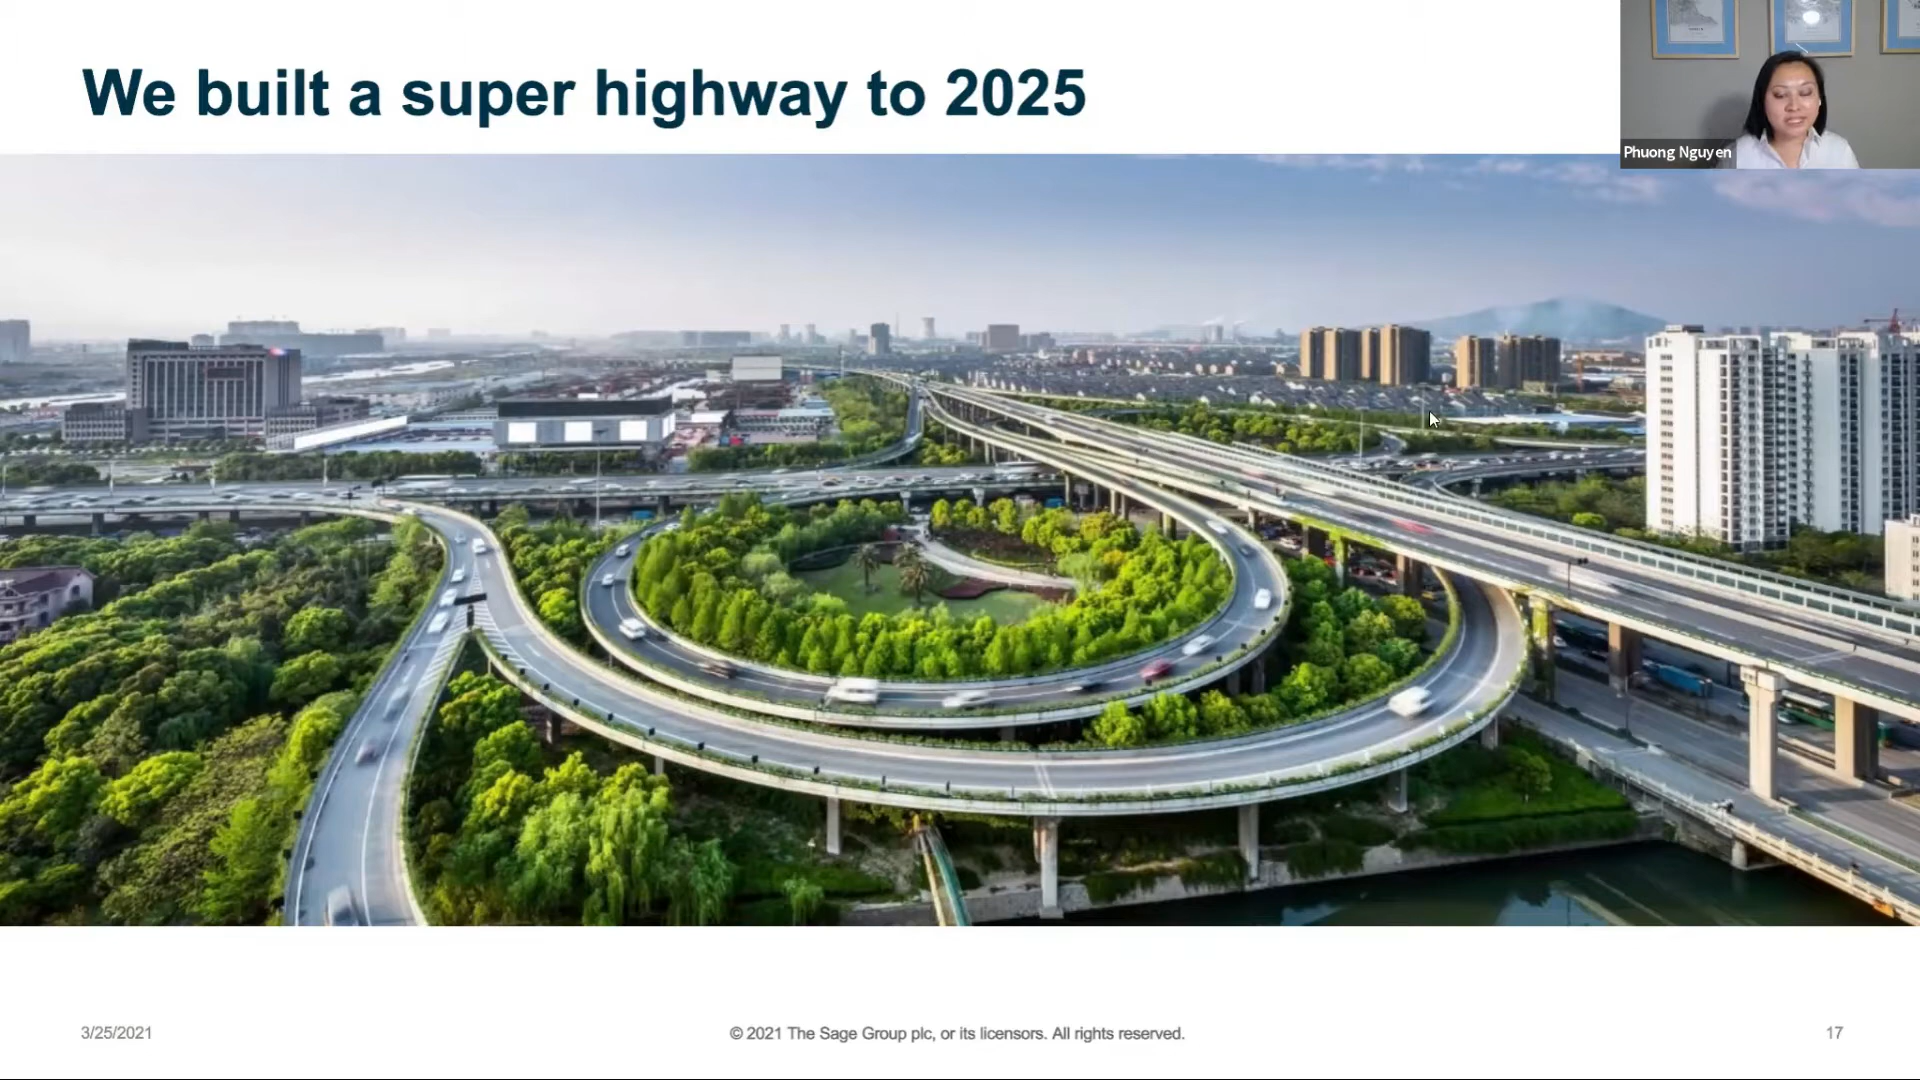 We built a super highway to 2025
Phuong Nguyen
3/25/2021
© 2021 The Sage Group plc, or its licensors. All rights reserved.
17